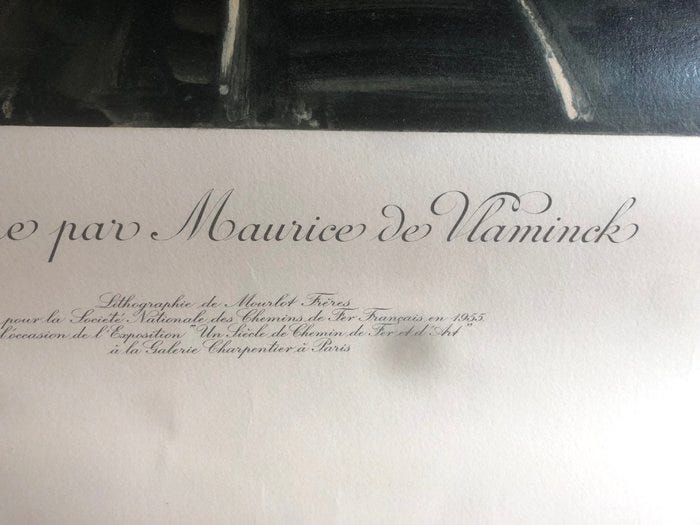 e par Maurice de Vlaminck
Lithographie de Mourlot Frères
pour la Société Nationale des Chemins de Fer Français en 1955
l'occasion de l'Exposition "Un Siècle de Chemin de Fer et d'Art"
à la Galerie Charpentier à Paris